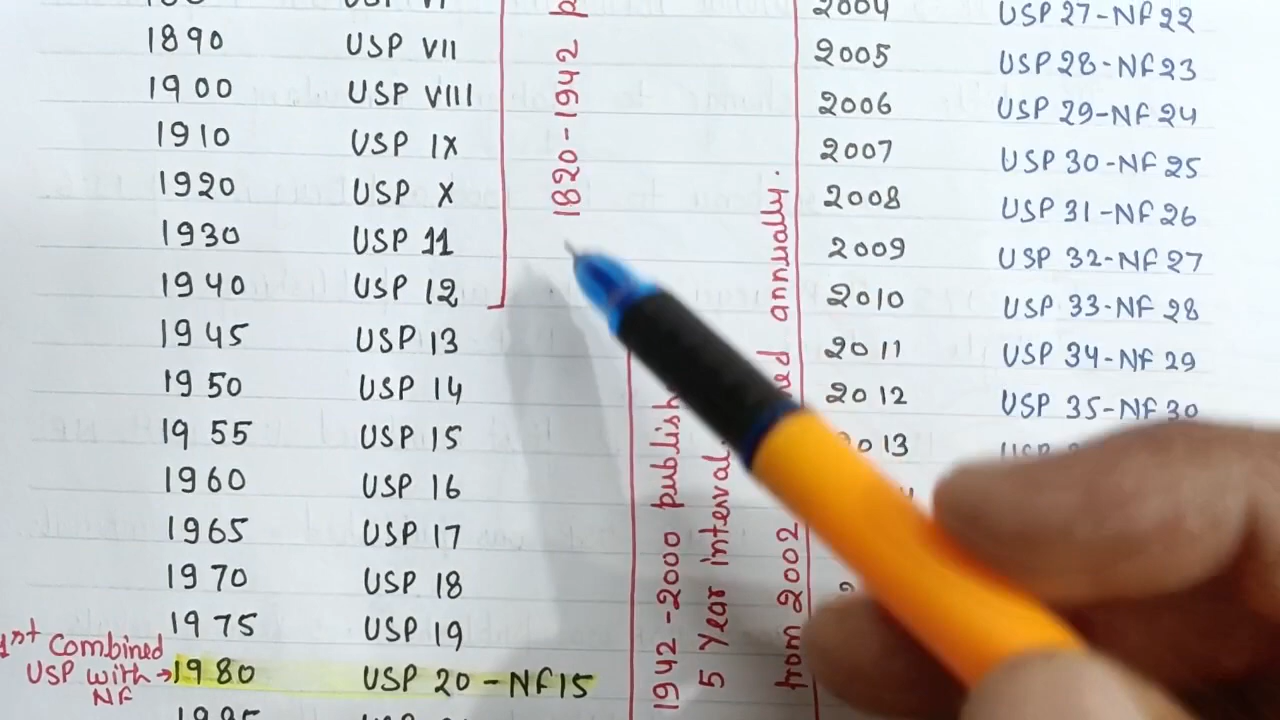 1890 USP VII
1900 USP VIII
1910 USP IX
1920 USP X
1930 USP 11
1940 USP 12
1945 USP 13
1950 USP 14
1955 USP 15
1960 USP 16
1965 USP 17
1970 USP 18
1975 USP 19
1st Combined
USP with →
NF
1980 USP 20-NF15
1820-1942
1942-2000 publish
5 Year interval
from 2002
annually.
2004 USP 27-NF22
2005 USP 28-NF23
2006 USP 29-NF24
2007 USP 30-NF25
2008 USP 31-NF26
2009 USP 32-NF27
2010 USP 33-NF28
2011 USP 34-NF29
2012 USP 35-NF30